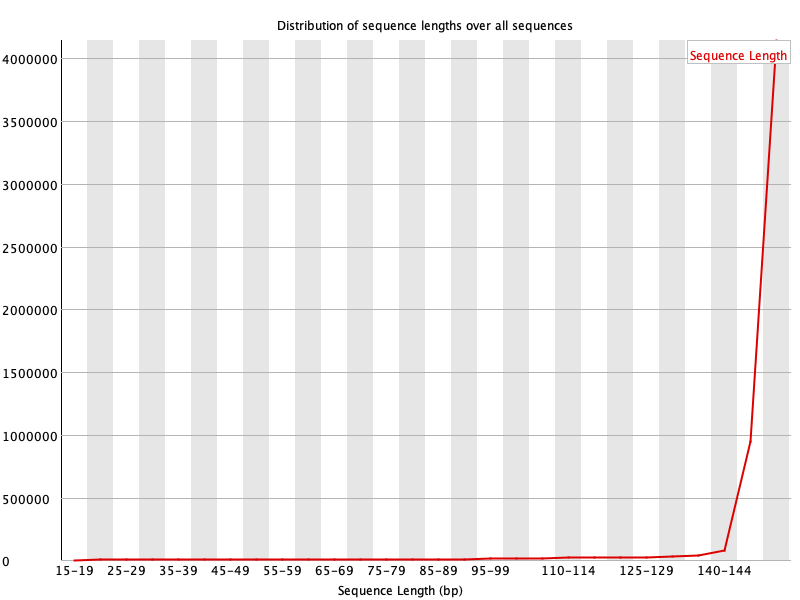 Distribution of sequence lengths over all sequences
Sequence Length
4000000
3500000
3000000
2500000
2000000
1500000
1000000
500000
0
15-19 25-29 35-39 45-49 55-59 65-69 75-79 85-89 95-99 110-114 125-129 140-144
Sequence Length (bp)